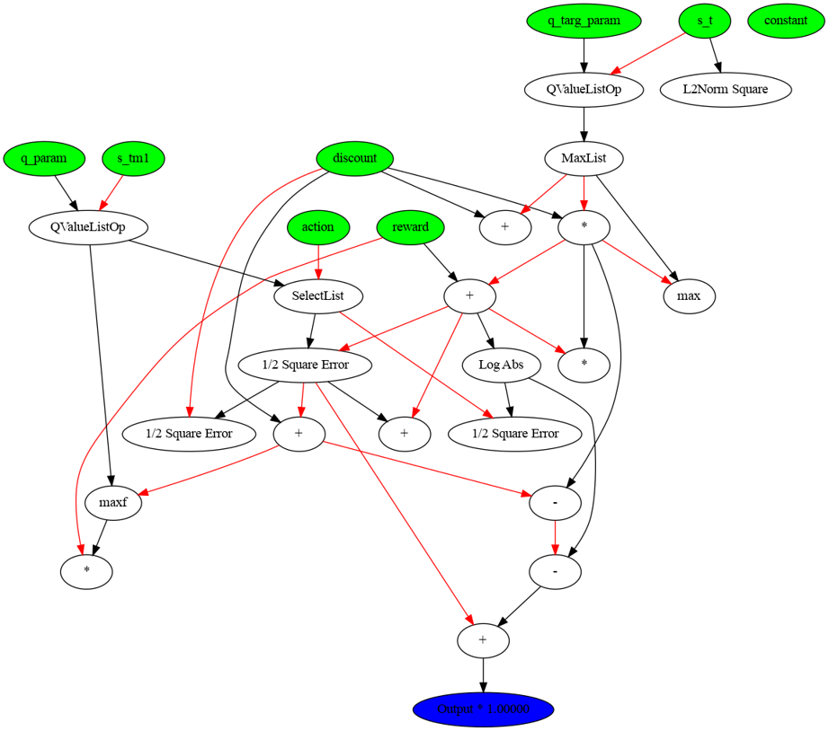 q_targ_param
s_t
constant
QValueListOp
L2Norm Square
q_param
s_tm1
discount
MaxList
QValueListOp
action
reward
+
*
SelectList
+
max
1/2 Square Error
Log Abs
*
1/2 Square Error
+
+
1/2 Square Error
maxf
-
*
-
+
Output * 1.00000